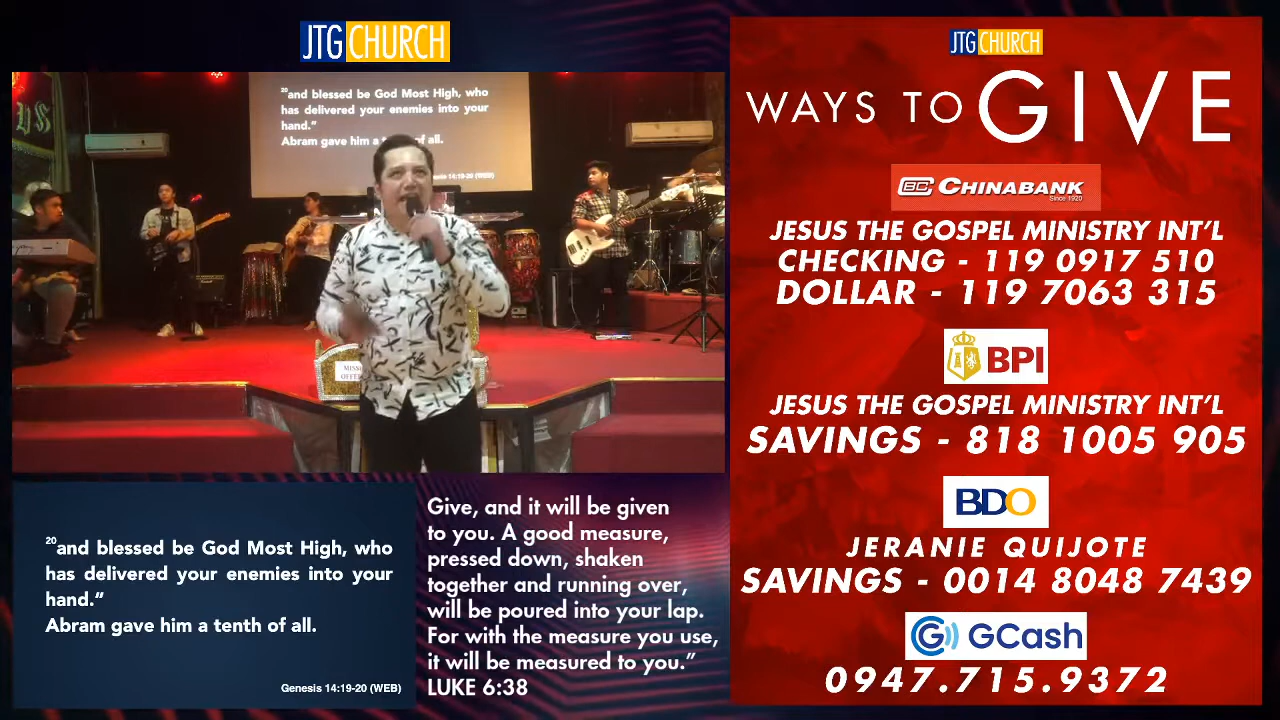 JTG CHURCH
20and blessed be God Most High, who
has delivered your enemies into your
hand.”
Abram gave him a of all.
14:19-20 (WEB)
20and blessed be God Most High, who
has delivered your enemies into your
hand.”
Abram gave him a tenth of all.
Genesis 14:19-20 (WEB)
Give, and it will be given
to you. A good measure,
pressed down, shaken
together and running over,
will be poured into your lap.
For with the measure you use,
it will be measured to you.”
LUKE 6:38
JTG CHURCH
WAYS TO GIVE
BC CHINABANK
Since 1920
JESUS THE GOSPEL MINISTRY INT'L
CHECKING - 119 0917 510
DOLLAR - 119 7063 315
BPI
JESUS THE GOSPEL MINISTRY INT'L
SAVINGS - 818 1005 905
BDO
JERANIE QUIJOTE
SAVINGS - 0014 8048 7439
GCash
0947.715.9372